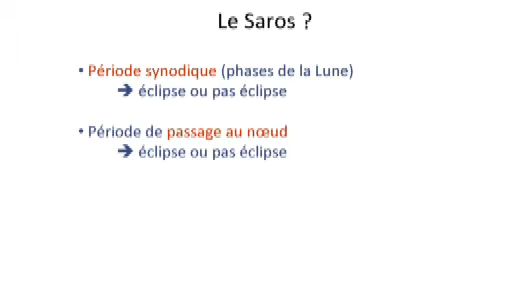 Le Saros ?
• Période synodique (phases de la Lune)
➔ éclipse ou pas éclipse
• Période de passage au nœud
➔ éclipse ou pas éclipse